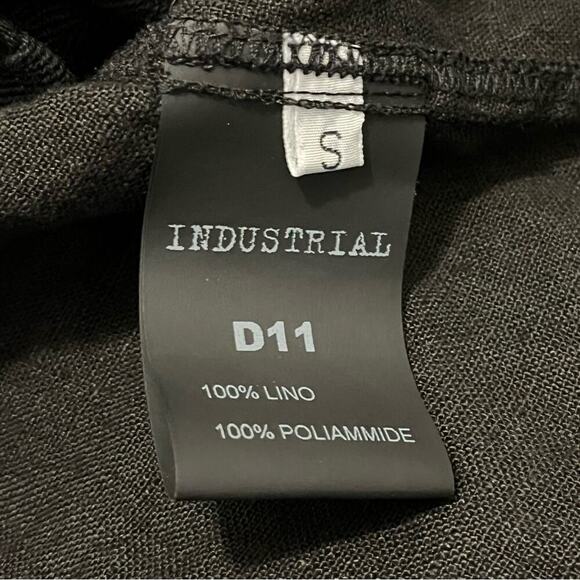 S
INDUSTRIAL
D11
100% LINO
100% POLIAMMIDE